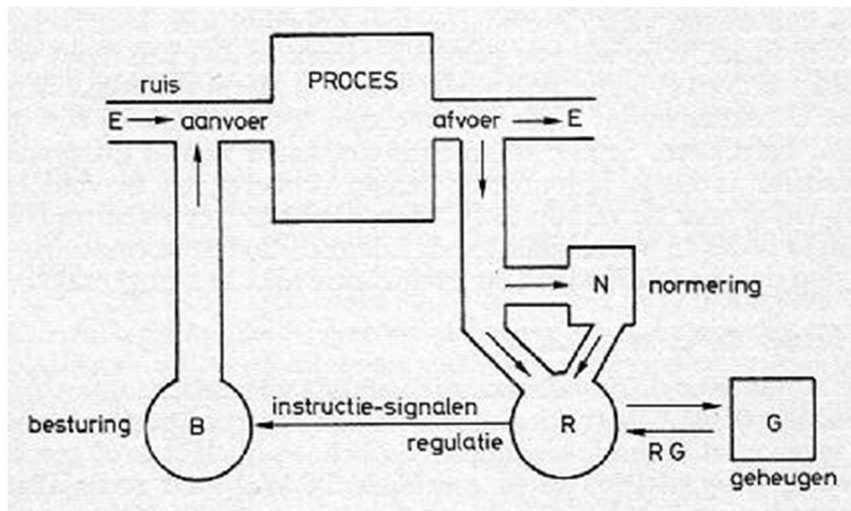 ruis
PROCES
E aanvoer
afvoer E
N normering
instructie-signalen
besturing B
R
G
regulatie
RG
geheugen